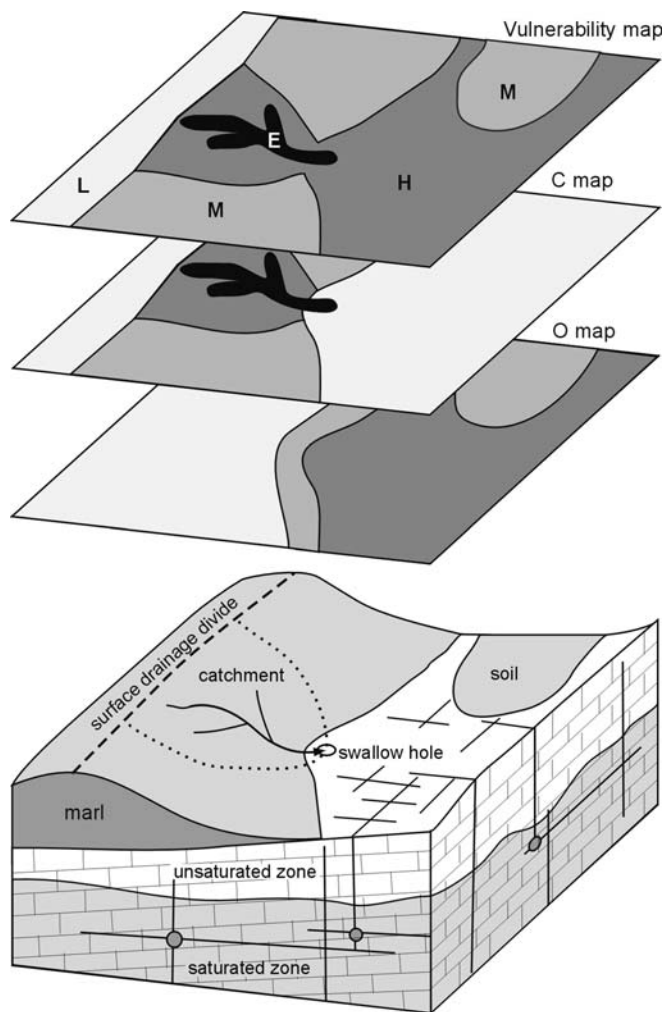 Vulnerability map
M
E
L
H
M
C map
O map
surface drainage divide
catchment
soil
swallow hole
marl
unsaturated zone
saturated zone